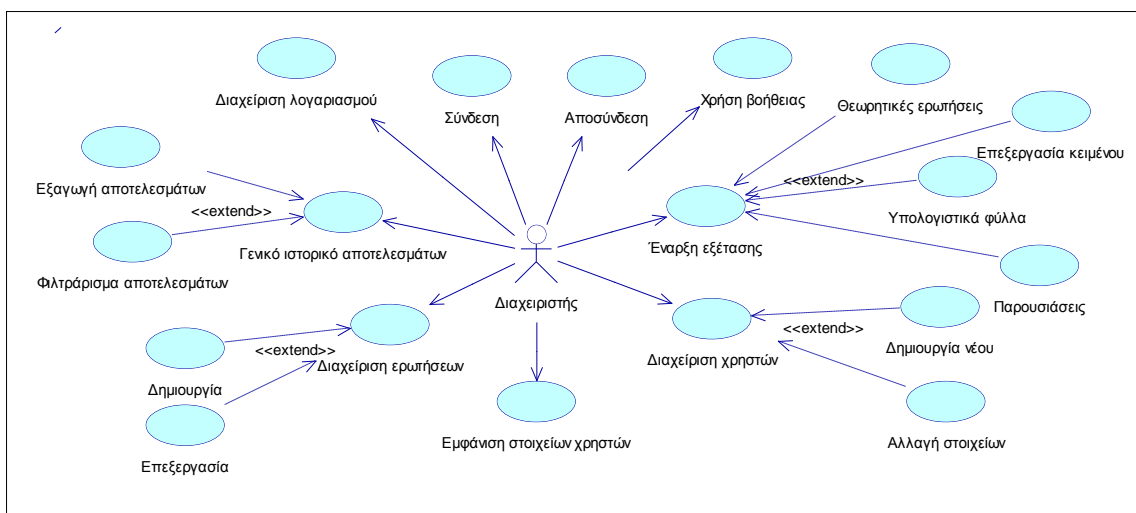 Διαχείριση λογαριασμού
Σύνδεση
Αποσύνδεση
Χρήση βοήθειας
Θεωρητικές ερωτήσεις
Επεξεργασία κειμένου
Εξαγωγή αποτελεσμάτων
<<extend>>
<<extend>>
Υπολογιστικά φύλλα
Φιλτράρισμα αποτελεσμάτων
Γενικό ιστορικό αποτελεσμάτων
Έναρξη εξέτασης
Διαχειριστής
Παρουσιάσεις
<<extend>>
<<extend>>
Δημιουργία
Διαχείριση ερωτήσεων
Διαχείριση χρηστών
Δημιουργία νέου
Επεξεργασία
Εμφάνιση στοιχείων χρηστών
Αλλαγή στοιχείων